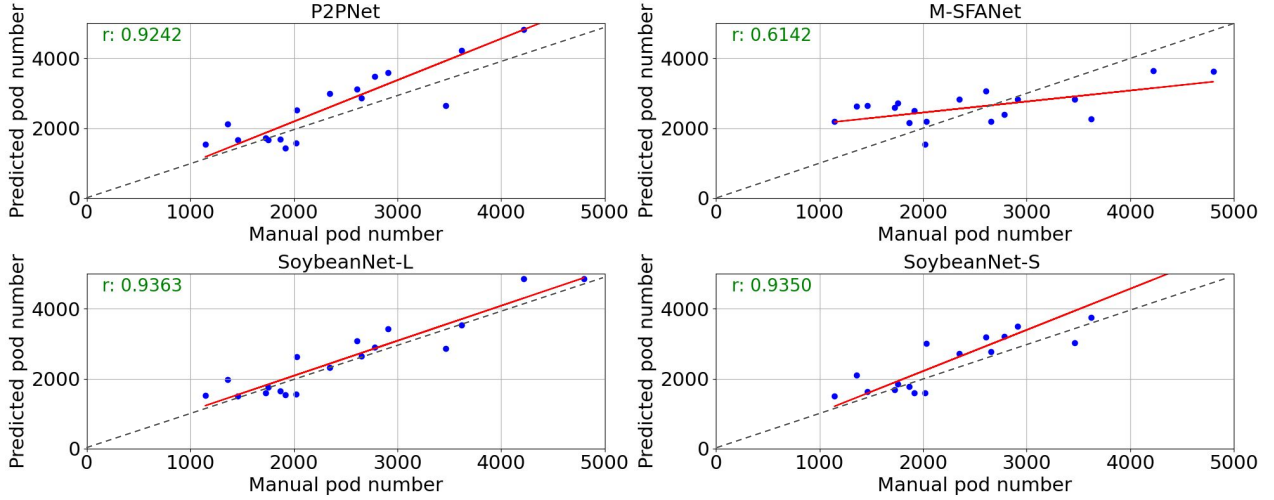 P2PNet
r: 0.9242
Predicted pod number
4000
2000
0
0 1000 2000 3000 4000 5000
Manual pod number
M-SFANet
r: 0.6142
Predicted pod number
4000
2000
0
0 1000 2000 3000 4000 5000
Manual pod number
SoybeanNet-L
r: 0.9363
Predicted pod number
4000
2000
0
0 1000 2000 3000 4000 5000
Manual pod number
SoybeanNet-S
r: 0.9350
Predicted pod number
4000
2000
0
0 1000 2000 3000 4000 5000
Manual pod number